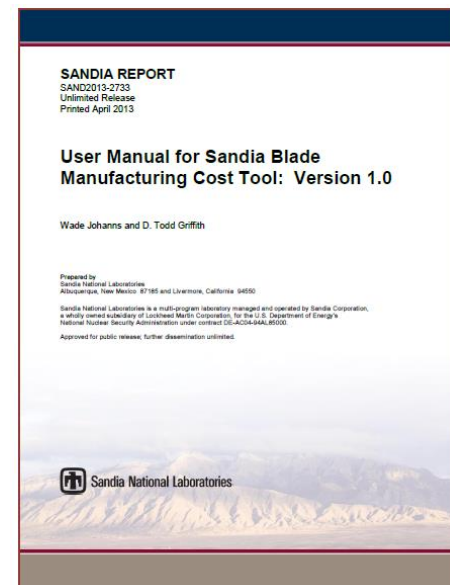 SANDIA REPORT
SAND2013-2733
Unlimited Release
Printed April 2013
User Manual for Sandia Blade
Manufacturing Cost Tool: Version 1.0
Wade Johanns and D. Todd Griffith
Prepared by
Sandia National Laboratories
Albuquerque, New Mexico 87185 and Livermore, California 94550
Sandia National Laboratories is a multi-program laboratory managed and operated by Sandia Corporation,
a wholly owned subsidiary of Lockheed Martin Corporation, for the U.S. Department of Energy's
National Nuclear Security Administration under contract DE-AC04-94AL85000.
Approved for public release; further dissemination unlimited.
Sandia National Laboratories